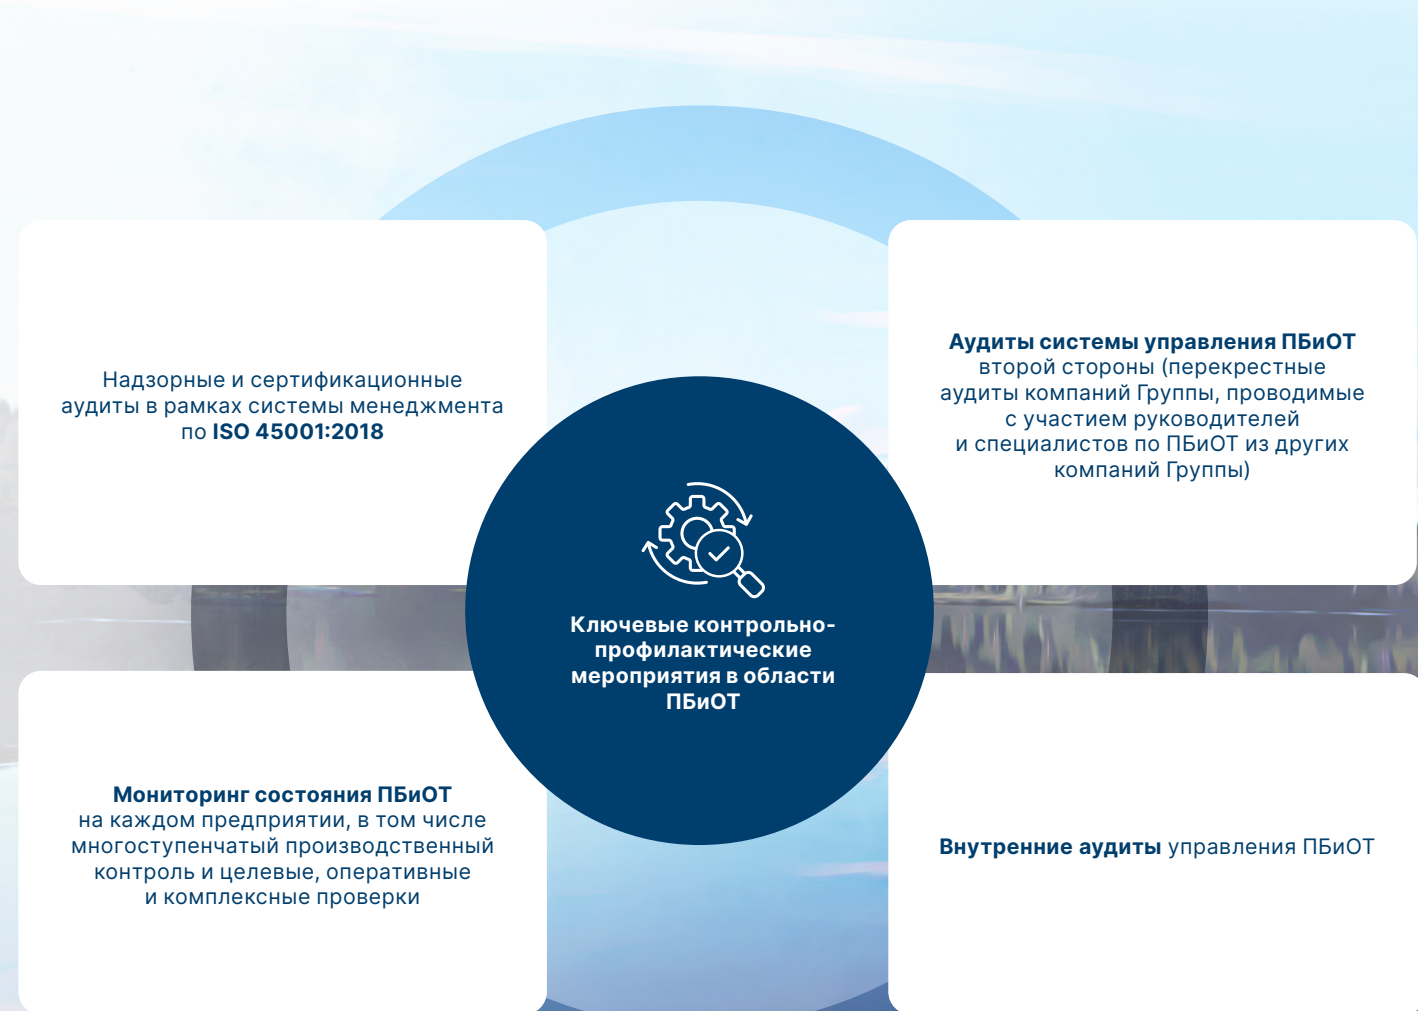 Надзорные и сертификационные
аудиты в рамках системы менеджмента
по ISO 45001:2018
Аудиты системы управления ПБиОТ
второй стороны (перекрестные
аудиты компаний Группы, проводимые
с участием руководителей
и специалистов по ПБиОТ из других
компаний Группы)
Ключевые контрольно-
профилактические
мероприятия в области
ПБиОТ
Мониторинг состояния ПБиОТ
на каждом предприятии, в том числе
многоступенчатый производственный
контроль и целевые, оперативные
и комплексные проверки
Внутренние аудиты управления ПБиОТ